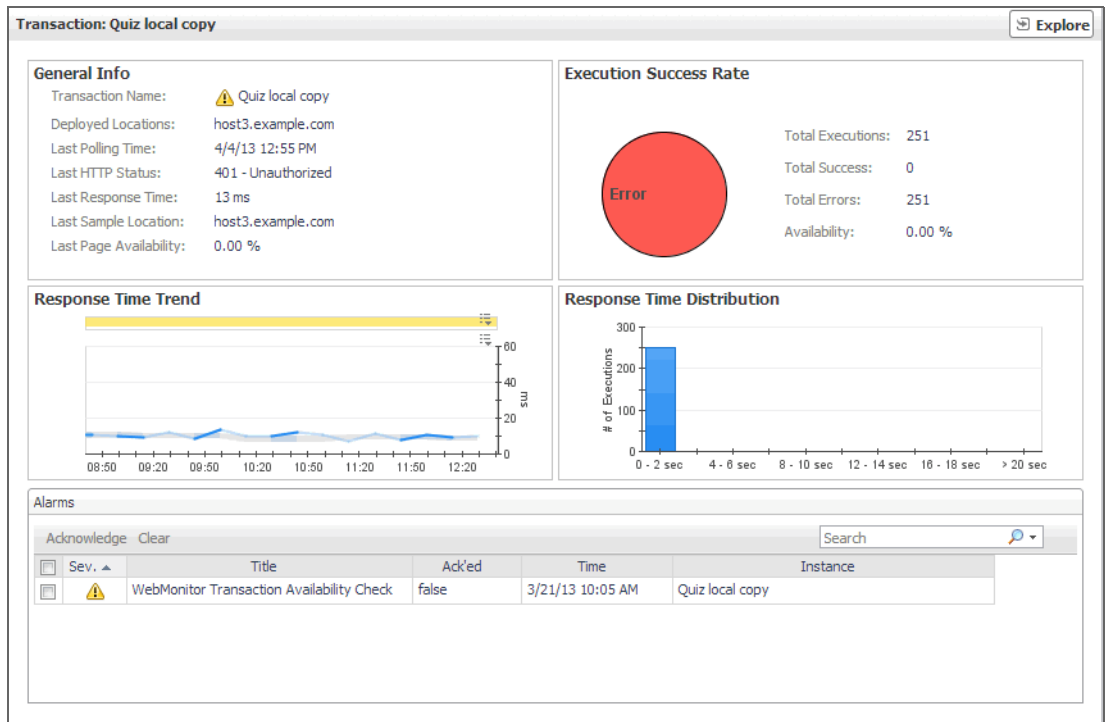 Transaction: Quiz local copy
Explore
General Info
Transaction Name: Quiz local copy
Deployed Locations: host3.example.com
Last Polling Time: 4/4/13 12:55 PM
Last HTTP Status: 401 - Unauthorized
Last Response Time: 13 ms
Last Sample Location: host3.example.com
Last Page Availability: 0.00 %
Execution Success Rate
Error
Total Executions: 251
Total Success: 0
Total Errors: 251
Availability: 0.00 %
Response Time Trend
60
40
20
0
ms
08:50 09:20 09:50 10:20 10:50 11:20 11:50 12:20
Response Time Distribution
300
200
100
0
# of Executions
0 - 2 sec 4 - 6 sec 8 - 10 sec 12 - 14 sec 16 - 18 sec > 20 sec
Alarms
Acknowledge Clear Search
Sev. Title Ack'ed Time Instance
WebMonitor Transaction Availability Check false 3/21/13 10:05 AM Quiz local copy